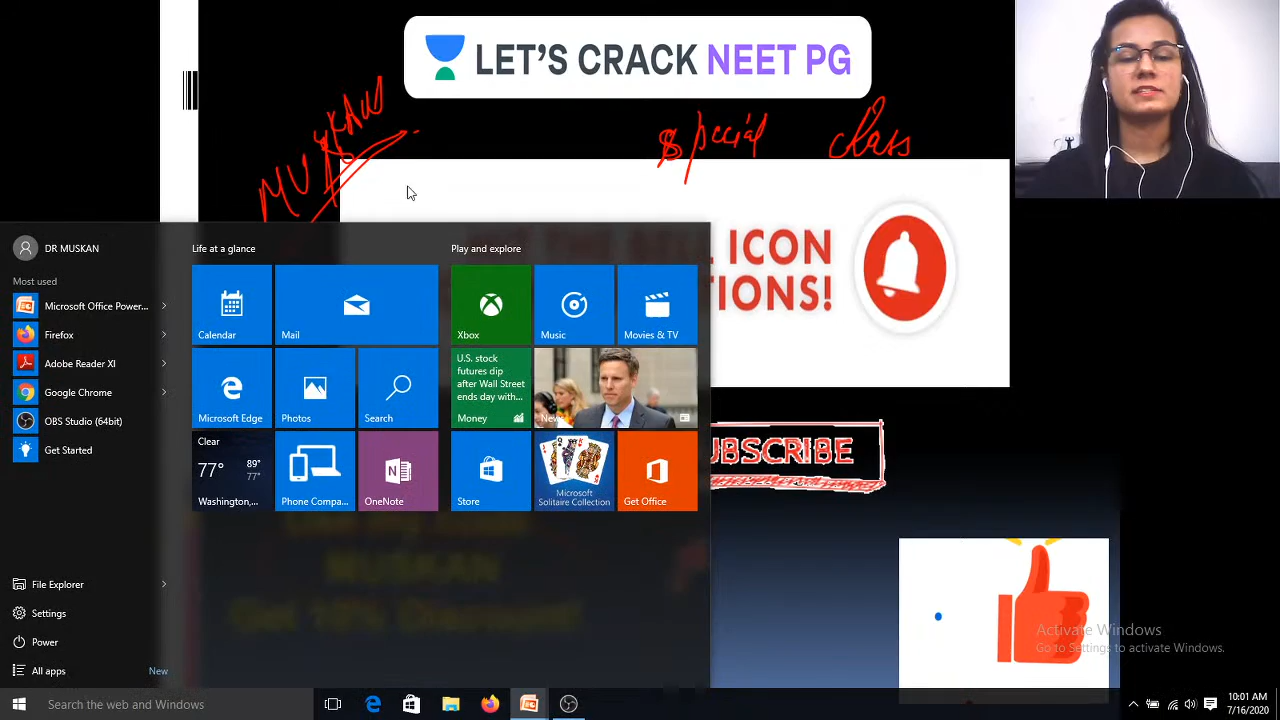 LET'S CRACK NEET PG
MUSKAN
special class
ICON
TIONS!
DR MUSKAN
Life at a glance
Play and explore
Most used
Microsoft Office Power...
Firefox
Adobe Reader XI
Google Chrome
OBS Studio (64bit)
Get Started
Calendar
Mail
Xbox
Music
Movies & TV
Microsoft Edge
Photos
Search
U.S. stock
futures dip
after Wall Street
ends day with...
Money
News
Clear
77°
89°
77°
Washington,...
Phone Compa...
N
OneNote
Store
Microsoft
Solitaire Collection
Get Office
UBSCRIBE
MUSKAN
File Explorer
Settings
Power
All apps
New
Activate Windows
Go to Settings to activate Windows.
Search the web and Windows
10:01 AM
7/16/2020